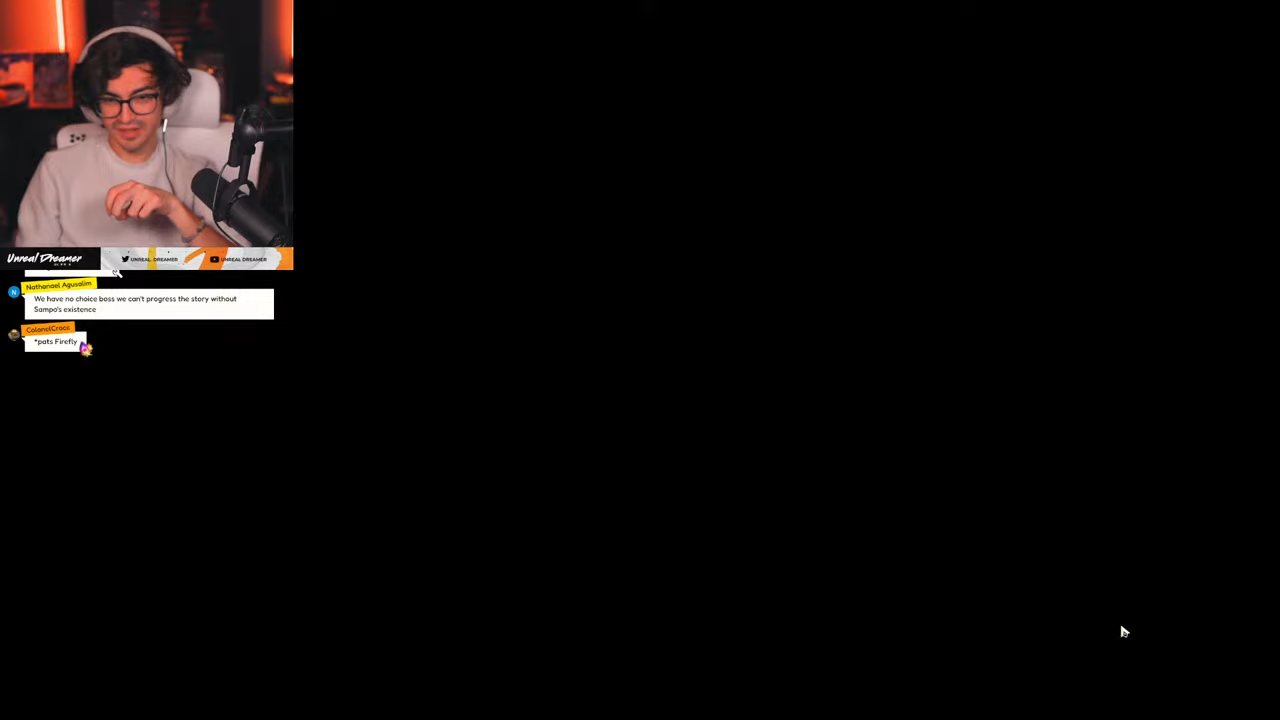 Unreal Dreamer
UNREAL_DREAMER
UNREAL DREAMER
Nathanael Agusalim
We have no choice boss we can't progress the story without
Sampo's existence
ColonelCrocc
*pats Firefly